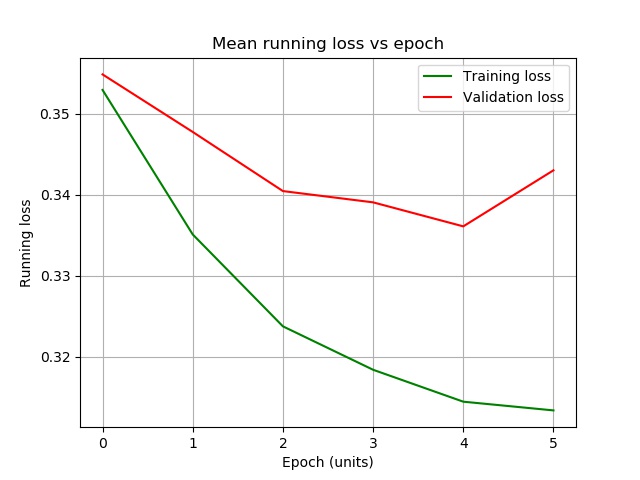 Mean running loss vs epoch
Training loss
Validation loss
0.35
0.34
0.33
0.32
Running loss
0 1 2 3 4 5
Epoch (units)